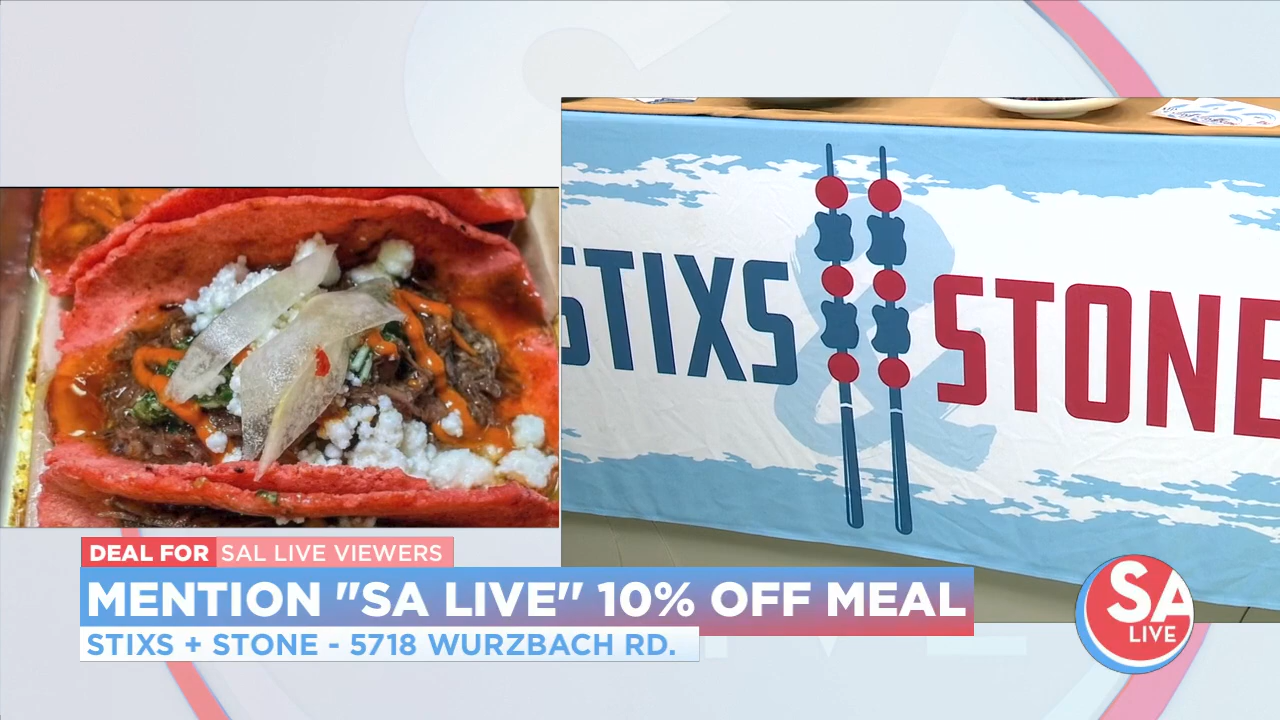 STIXS & STONE
DEAL FOR SAL LIVE VIEWERS
MENTION "SA LIVE" 10% OFF MEAL
STIXS + STONE - 5718 WURZBACH RD.
SA
LIVE